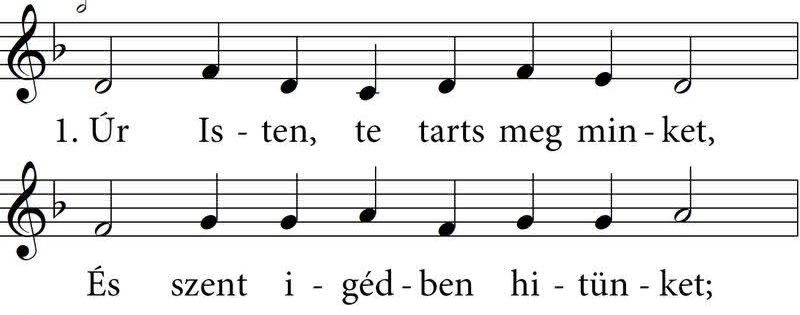 1. Úr Is - ten, te tarts meg min - ket,
És szent i - géd - ben hi - tün - ket;